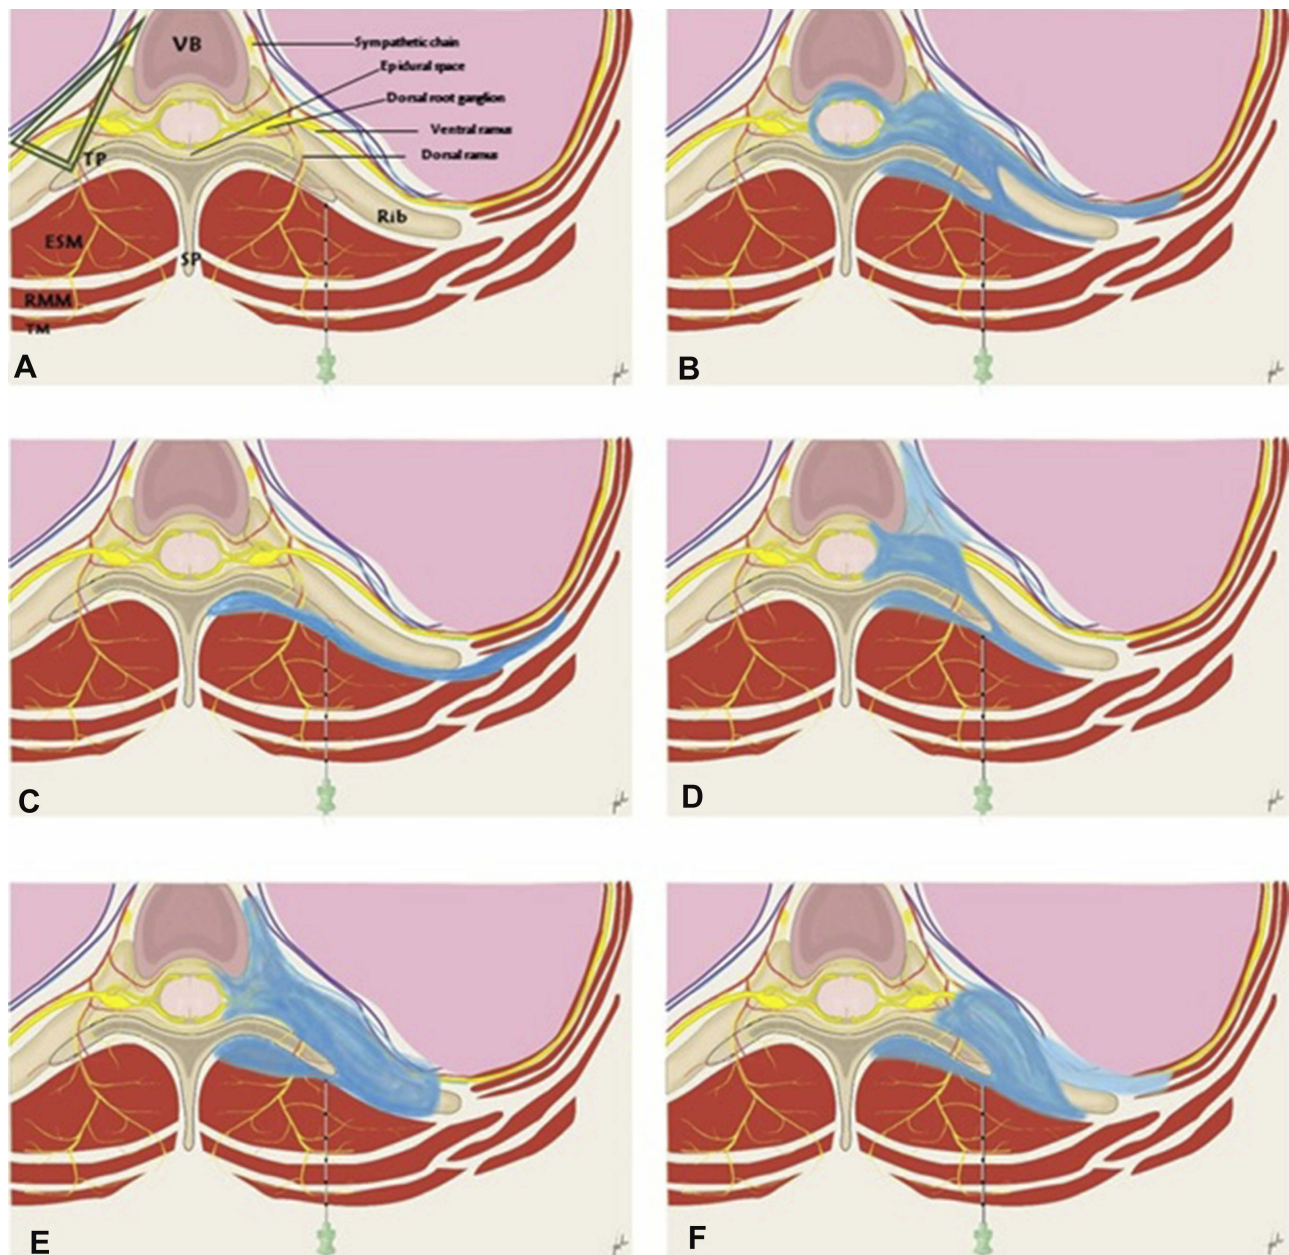 VB
Sympathetic chain
Epidural space
Dorsal root ganglion
Ventral ramus
TP
Dorsal ramus
Rib
ESM
SP
RMM
TM
A
B
C
D
E
F